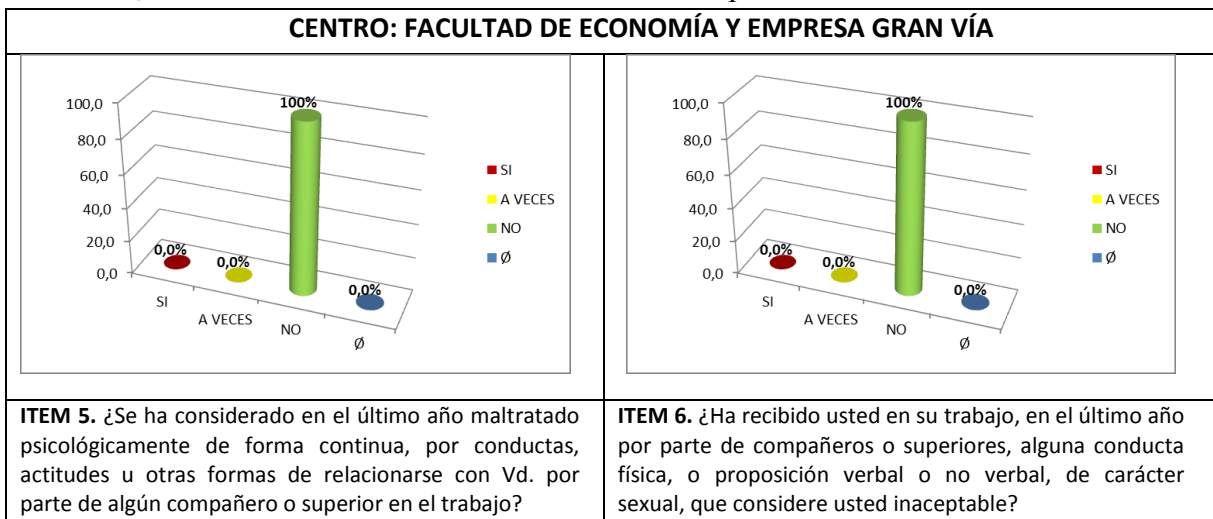 CENTRO: FACULTAD DE ECONOMÍA Y EMPRESA GRAN VÍA
100,0
80,0
60,0
40,0
20,0
0,0
0,0%
0,0%
100%
0,0%
SI
A VECES
NO
Ø
SI
A VECES
NO
Ø
100,0
80,0
60,0
40,0
20,0
0,0
0,0%
0,0%
100%
0,0%
SI
A VECES
NO
Ø
SI
A VECES
NO
Ø
ITEM 5. ¿Se ha considerado en el último año maltratado
psicológicamente de forma continua, por conductas,
actitudes u otras formas de relacionarse con Vd. por
parte de algún compañero o superior en el trabajo?
ITEM 6. ¿Ha recibido usted en su trabajo, en el último año
por parte de compañeros o superiores, alguna conducta
física, o proposición verbal o no verbal, de carácter
sexual, que considere usted inaceptable?